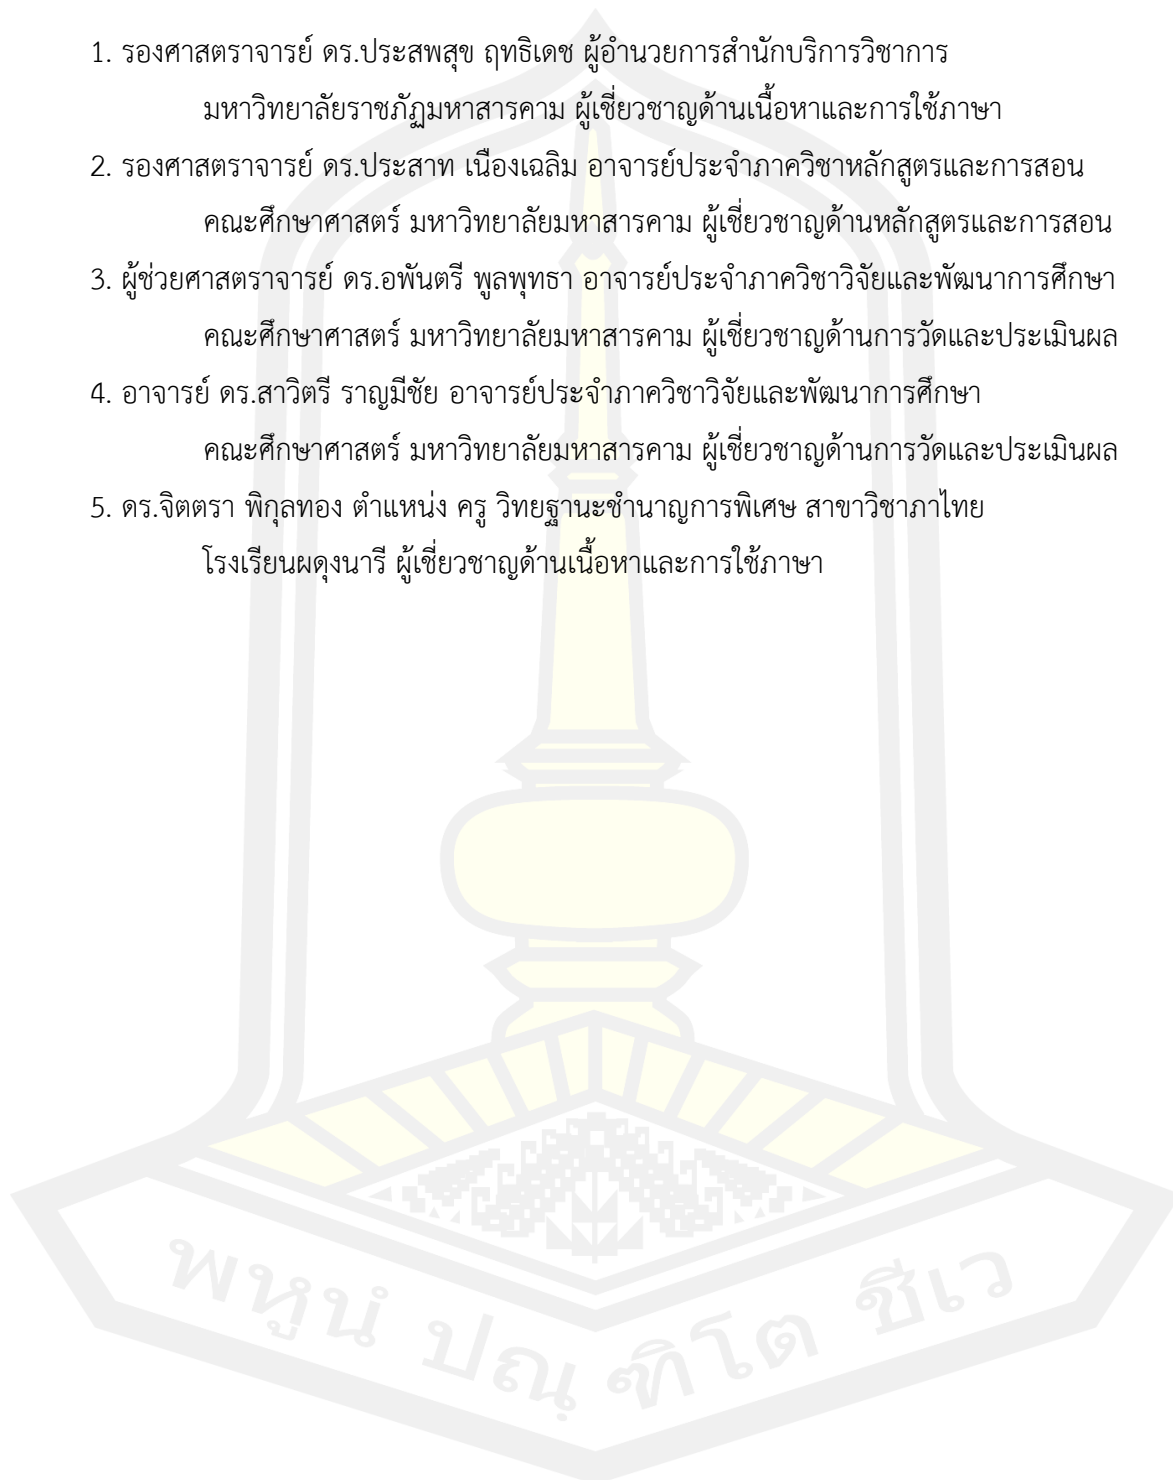 1. รองศาสตราจารย์ ดร.ประสพสุข ฤทธิเดช ผู้อำนวยการสำนักบริการวิชาการ
มหาวิทยาลัยราชภัฏมหาสารคาม ผู้เชี่ยวชาญด้านเนื้อหาและการใช้ภาษา
2. รองศาสตราจารย์ ดร.ประสาท เนืองเฉลิม อาจารย์ประจำภาควิชาหลักสูตรและการสอน
คณะศึกษาศาสตร์ มหาวิทยาลัยมหาสารคาม ผู้เชี่ยวชาญด้านหลักสูตรและการสอน
3. ผู้ช่วยศาสตราจารย์ ดร.อพันตรี พูลพุทธา อาจารย์ประจำภาควิชาวิจัยและพัฒนาการศึกษา
คณะศึกษาศาสตร์ มหาวิทยาลัยมหาสารคาม ผู้เชี่ยวชาญด้านการวัดและประเมินผล
4. อาจารย์ ดร.สาวิตรี ราญมีชัย อาจารย์ประจำภาควิชาวิจัยและพัฒนาการศึกษา
คณะศึกษาศาสตร์ มหาวิทยาลัยมหาสารคาม ผู้เชี่ยวชาญด้านการวัดและประเมินผล
5. ดร.จิตตรา พิกุลทอง ตำแหน่ง ครู วิทยฐานะชำนาญการพิเศษ สาขาวิชาภาไทย
โรงเรียนผดุงนารี ผู้เชี่ยวชาญด้านเนื้อหาและการใช้ภาษา
พหูนํ ปณฺฑิโต ชีเว